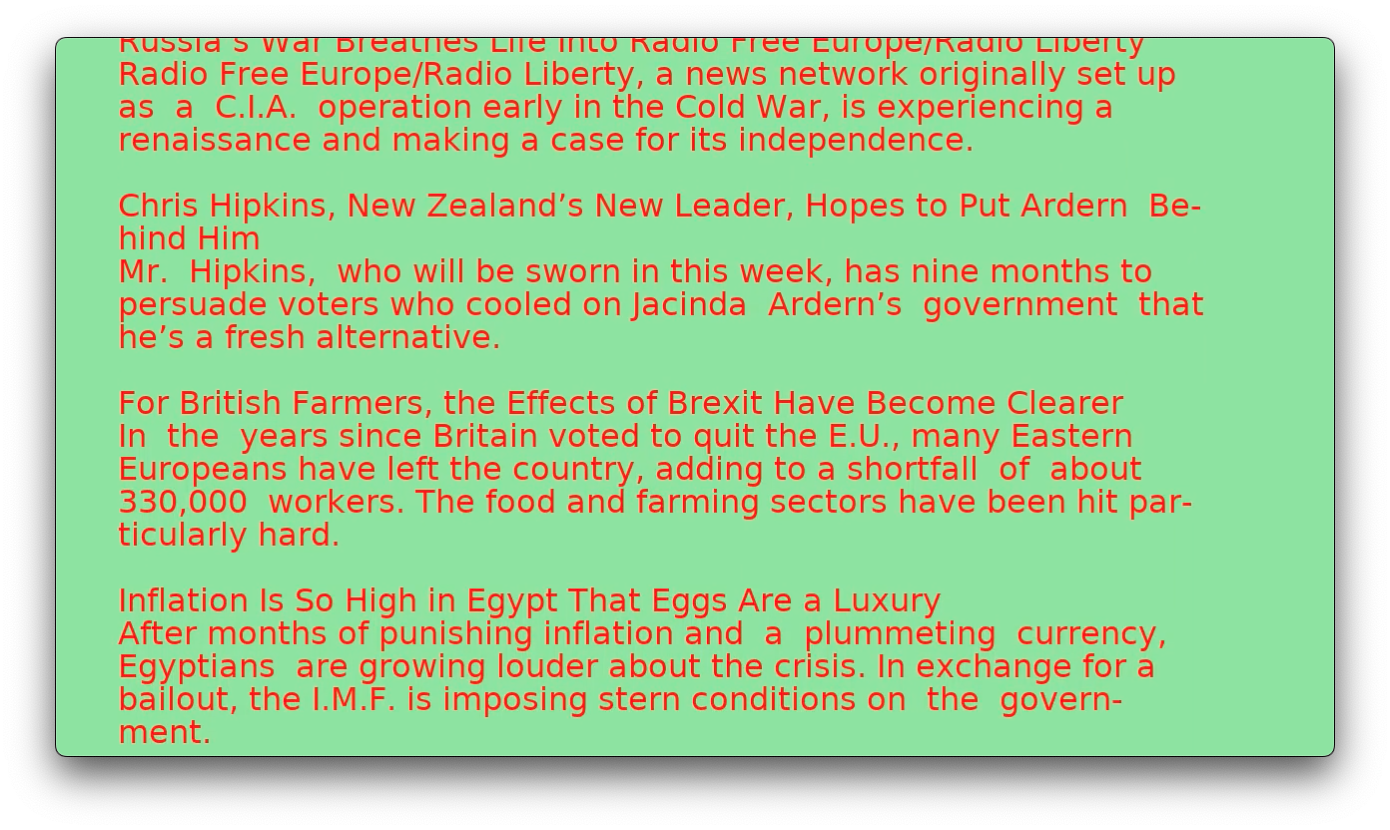 Russia’s War Breathes Life Into Radio Free Europe/Radio Liberty
Radio Free Europe/Radio Liberty, a news network originally set up
as  a  C.I.A.  operation early in the Cold War, is experiencing a
renaissance and making a case for its independence.

Chris Hipkins, New Zealand’s New Leader, Hopes to Put Ardern  Be-
hind Him
Mr.  Hipkins,  who will be sworn in this week, has nine months to
persuade voters who cooled on Jacinda  Ardern’s  government  that
he’s a fresh alternative.

For British Farmers, the Effects of Brexit Have Become Clearer
In  the  years since Britain voted to quit the E.U., many Eastern
Europeans have left the country, adding to a shortfall  of  about
330,000  workers. The food and farming sectors have been hit par-
ticularly hard.

Inflation Is So High in Egypt That Eggs Are a Luxury
After months of punishing inflation and  a  plummeting  currency,
Egyptians  are growing louder about the crisis. In exchange for a
bailout, the I.M.F. is imposing stern conditions on  the  govern-
ment.